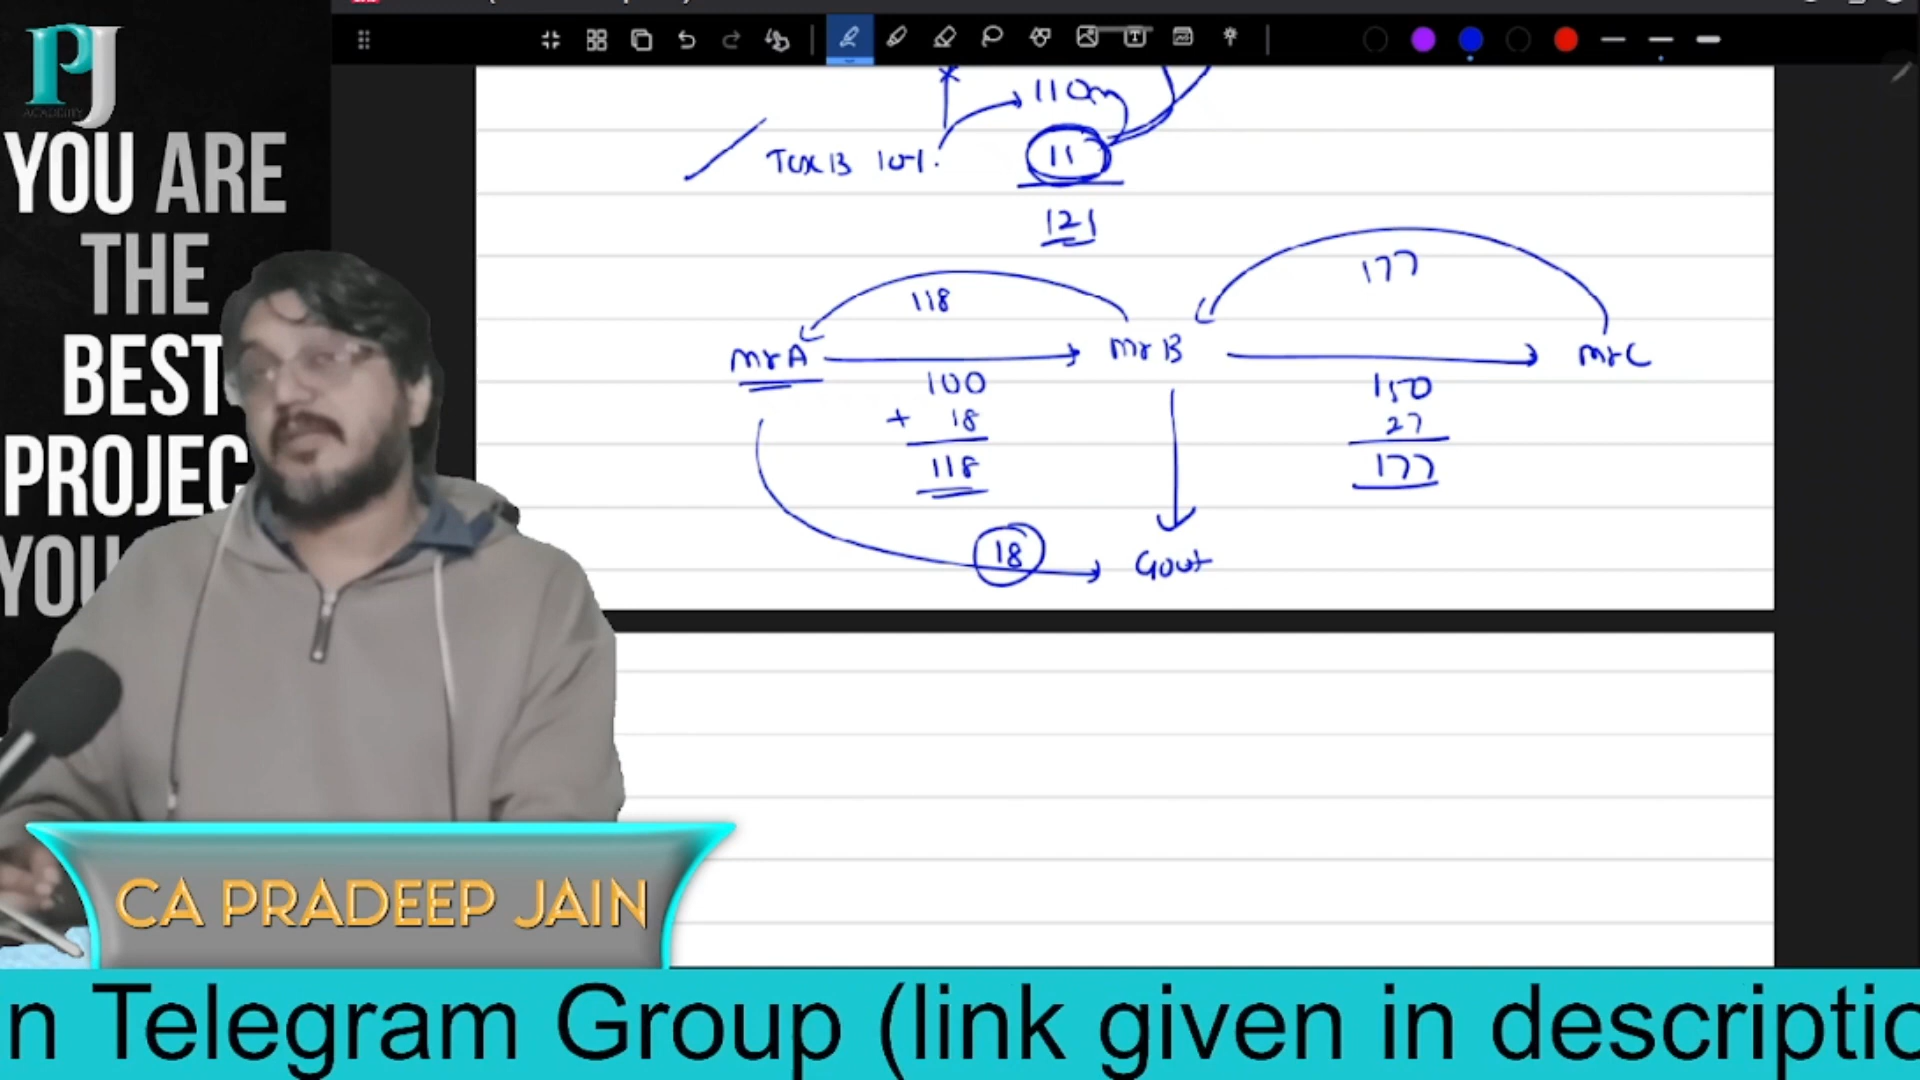 PJ
ACADEMY
YOU ARE
THE
BEST
PROJEC
YOU
110
Tax B 10%.
11
121
118
177
Mr A
Mr B
Mr C
100
150
+ 18
27
118
177
18
Govt
CA PRADEEP JAIN
n Telegram Group (link given in descriptio